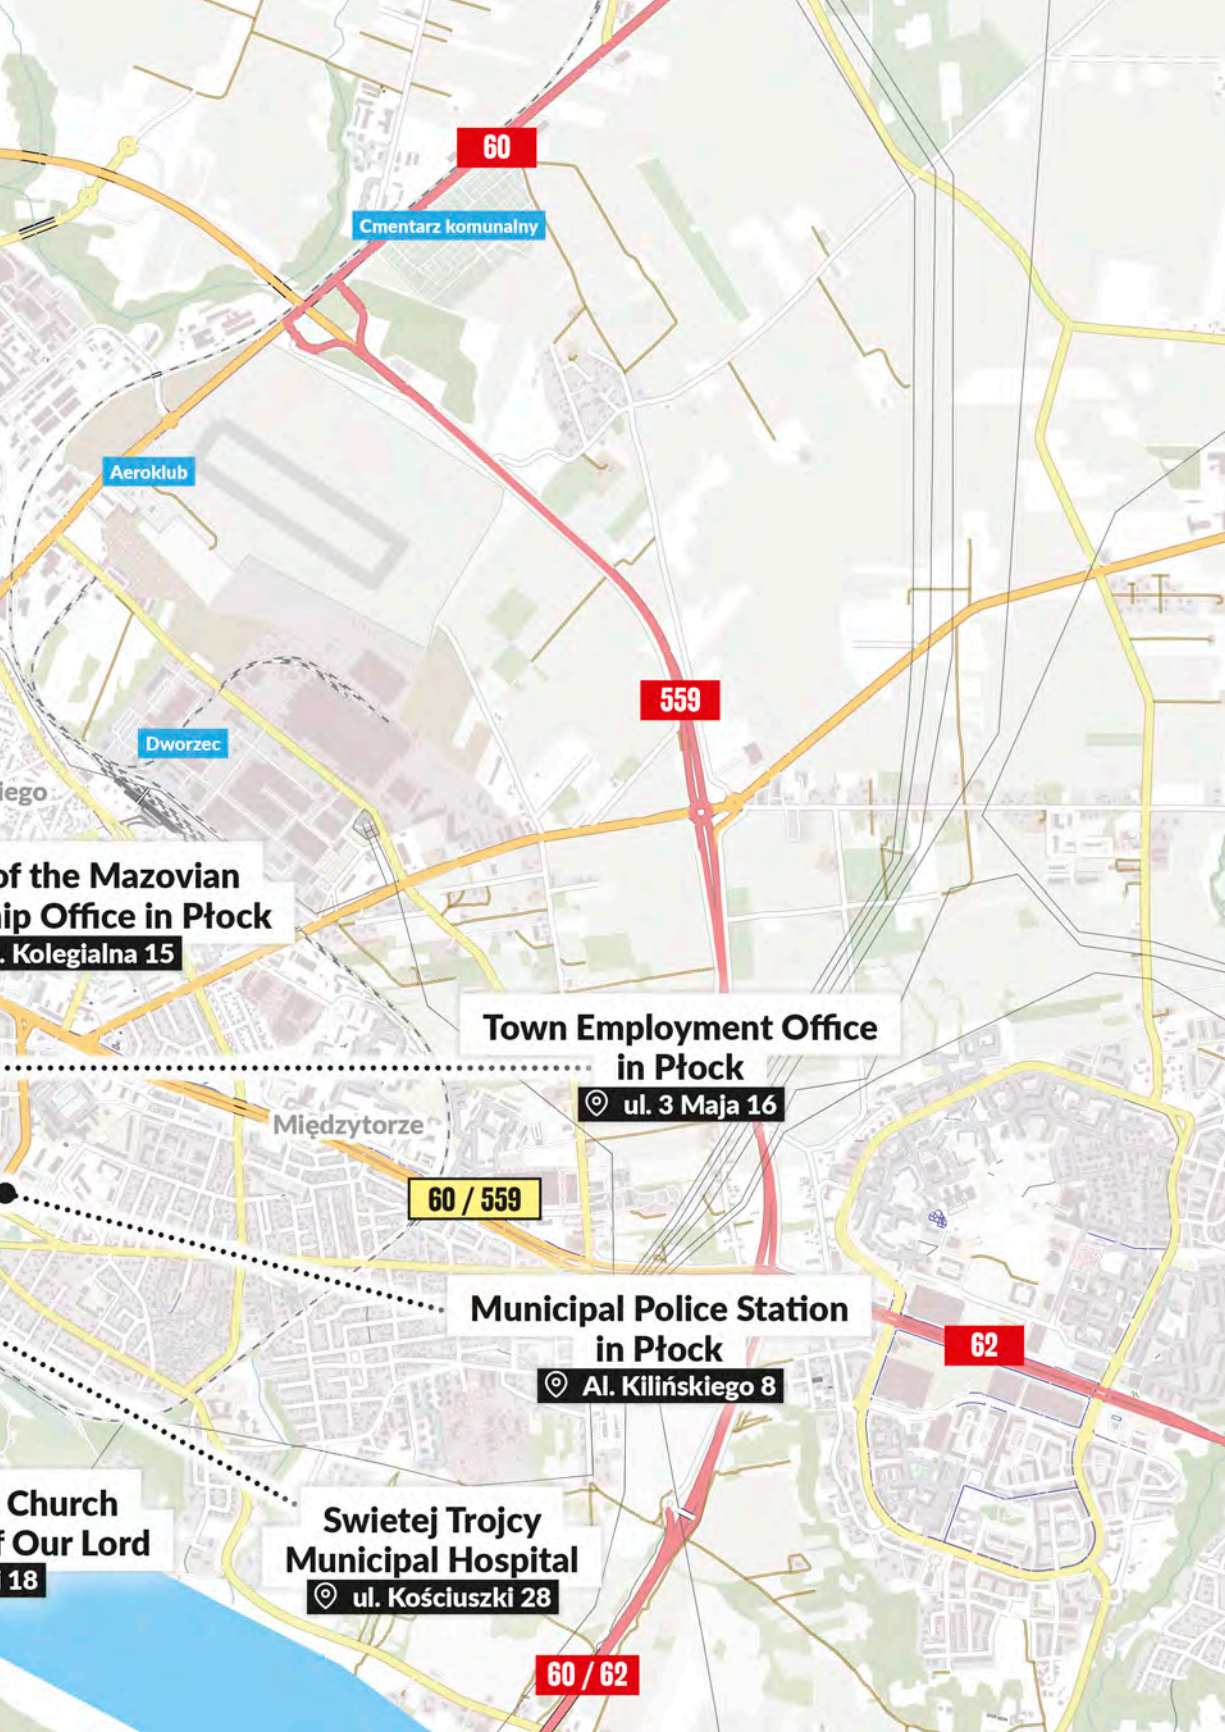 60
Cmentarz komunalny
Aeroklub
559
Dworzec
iego
of the Mazovian
ip Office in Płock
. Kolegialna 15
Town Employment Office
in Płock
ul. 3 Maja 16
Międzytorze
60 / 559
Municipal Police Station
in Płock
Al. Kilińskiego 8
62
Church
f Our Lord
i 18
Swietej Trojcy
Municipal Hospital
ul. Kościuszki 28
60 / 62